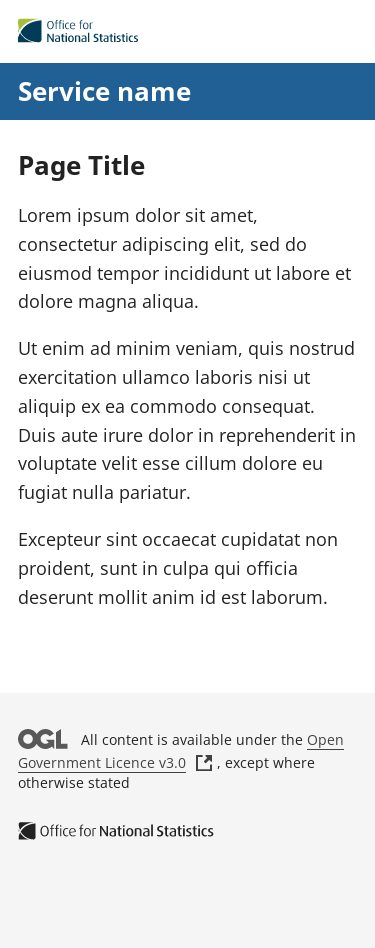 Office for
National Statistics
Service name
Page Title
Lorem ipsum dolor sit amet,
consectetur adipiscing elit, sed do
eiusmod tempor incididunt ut labore et
dolore magna aliqua.
Ut enim ad minim veniam, quis nostrud
exercitation ullamco laboris nisi ut
aliquip ex ea commodo consequat.
Duis aute irure dolor in reprehenderit in
voluptate velit esse cillum dolore eu
fugiat nulla pariatur.
Excepteur sint occaecat cupidatat non
proident, sunt in culpa qui officia
deserunt mollit anim id est laborum.
OGL All content is available under the Open
Government Licence v3.0 , except where
otherwise stated
Office for National Statistics